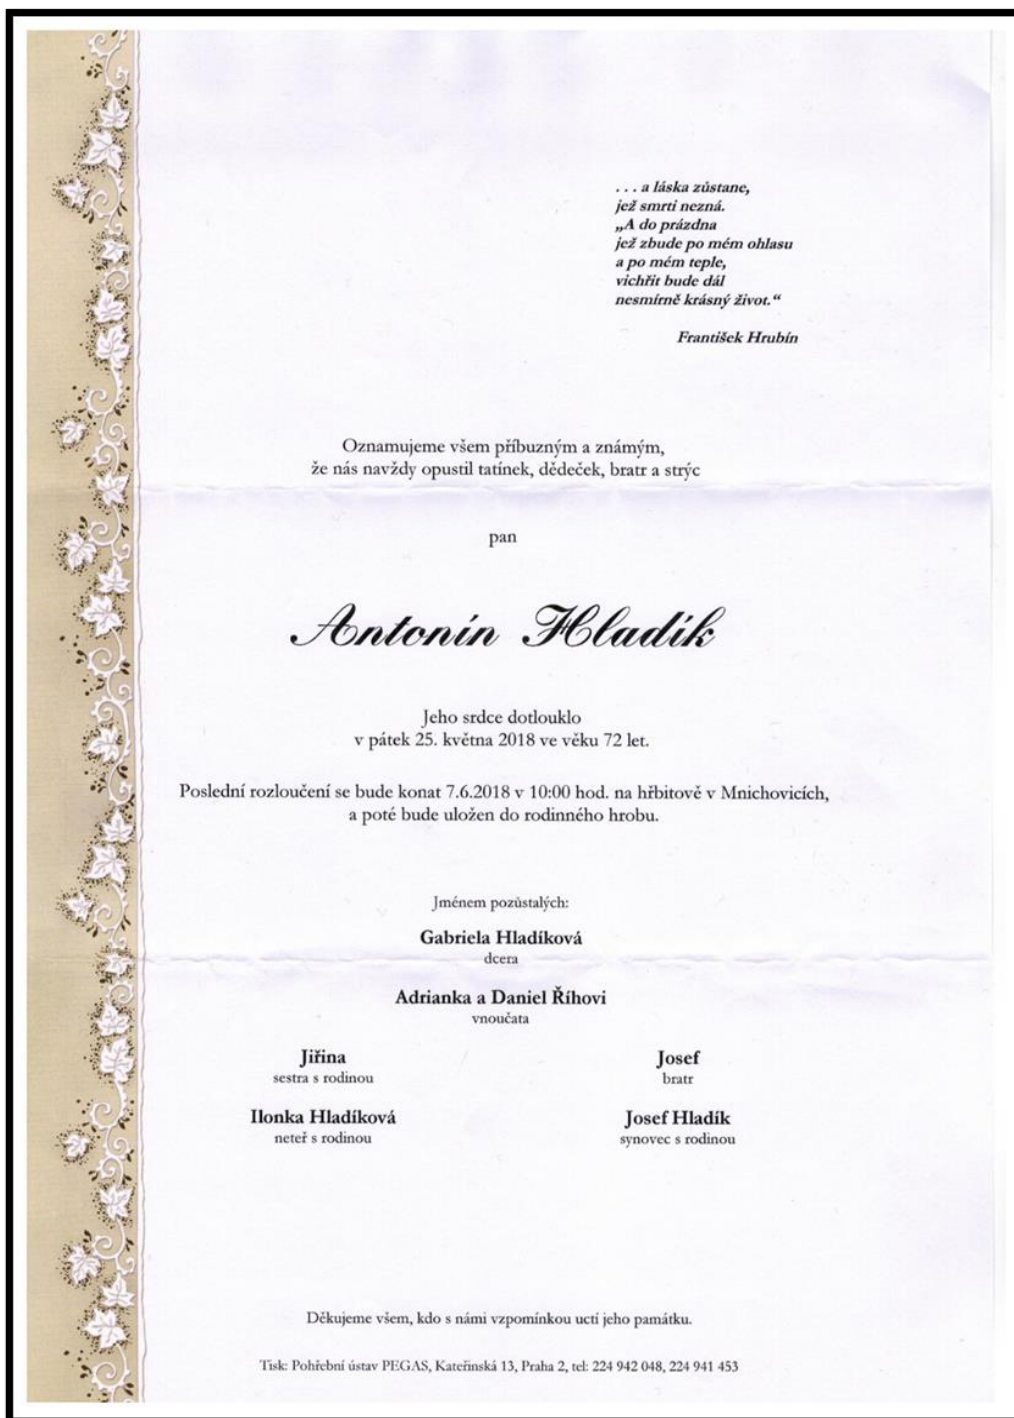 . . . a láska zůstane,
jež smrti nezná.
„A do prázdna
jež zbude po mém ohlasu
a po mém teple,
vichřit bude dál
nesmírně krásný život.“
František Hrubín
Oznamujeme všem příbuzným a známým,
že nás navždy opustil tatínek, dědeček, bratr a strýc
pan
Antonín Hladík
Jeho srdce dotlouklo
v pátek 25. května 2018 ve věku 72 let.
Poslední rozloučení se bude konat 7.6.2018 v 10:00 hod. na hřbitově v Mnichovicích,
a poté bude uložen do rodinného hrobu.
Jménem pozůstalých:
Gabriela Hladíková
dcera
Adrianka a Daniel Říhovi
vnoučata
Jiřina
sestra s rodinou
Josef
bratr
Ilonka Hladíková
neteř s rodinou
Josef Hladík
synovec s rodinou
Děkujeme všem, kdo s námi vzpomínkou uctí jeho památku.
Tisk: Pohřební ústav PEGAS, Kateřinská 13, Praha 2, tel: 224 942 048, 224 941 453